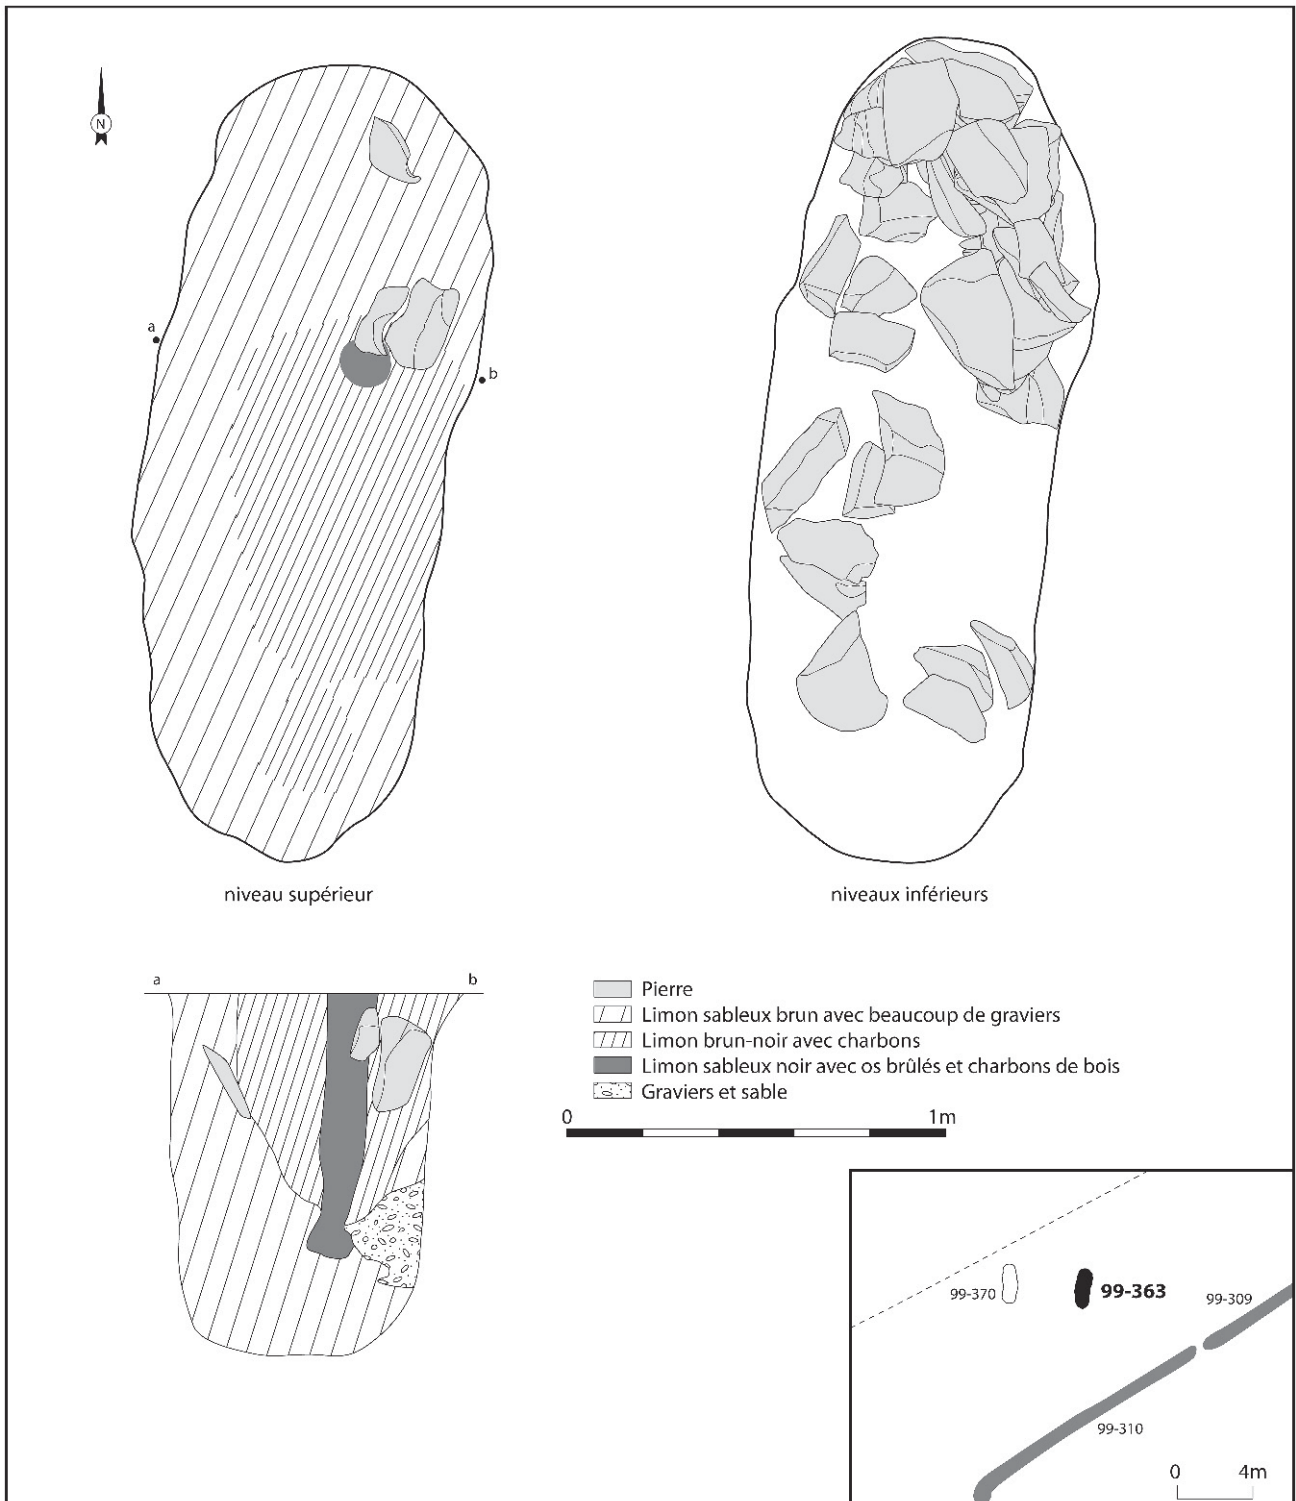 N
a
b
niveau supérieur
niveaux inférieurs
a
b
Pierre
Limon sableux brun avec beaucoup de graviers
Limon brun-noir avec charbons
Limon sableux noir avec os brûlés et charbons de bois
Graviers et sable
0 1m
99-370
99-363
99-309
99-310
0 4m